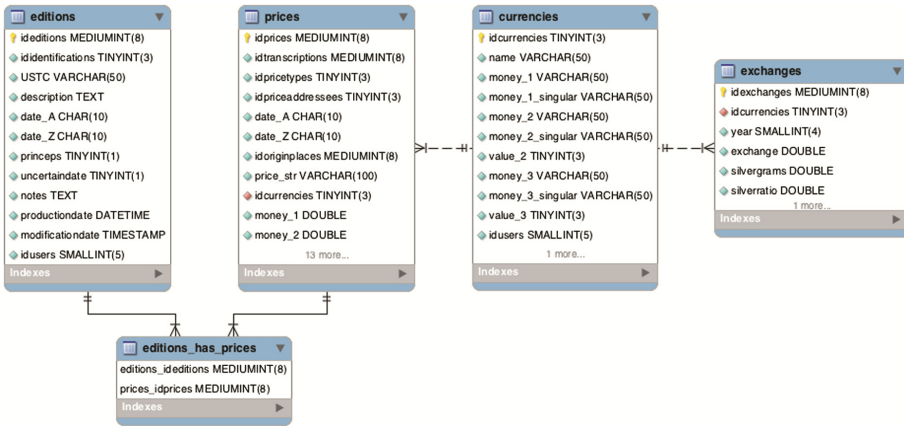 editions
ideditions MEDIUMINT(8)
ididentifications TINYINT(3)
USTC VARCHAR(50)
description TEXT
date_A CHAR(10)
date_Z CHAR(10)
princeps TINYINT(1)
uncertaindate TINYINT(1)
notes TEXT
productiondate DATETIME
modificationdate TIMESTAMP
idusers SMALLINT(5)
Indexes
prices
idprices MEDIUMINT(8)
idtranscriptions MEDIUMINT(8)
idpricetypes TINYINT(3)
idpriceaddressees TINYINT(3)
date_A CHAR(10)
date_Z CHAR(10)
idoriginplaces MEDIUMINT(8)
price_str VARCHAR(100)
idcurrencies TINYINT(3)
money_1 DOUBLE
money_2 DOUBLE
13 more...
Indexes
currencies
idcurrencies TINYINT(3)
name VARCHAR(50)
money_1 VARCHAR(50)
money_1_singular VARCHAR(50)
money_2 VARCHAR(50)
money_2_singular VARCHAR(50)
value_2 TINYINT(3)
money_3 VARCHAR(50)
money_3_singular VARCHAR(50)
value_3 TINYINT(3)
idusers SMALLINT(5)
1 more...
Indexes
exchanges
idexchanges MEDIUMINT(8)
idcurrencies TINYINT(3)
year SMALLINT(4)
exchange DOUBLE
silvergrams DOUBLE
silverratio DOUBLE
1 more...
Indexes
editions_has_prices
editions_ideditions MEDIUMINT(8)
prices_idprices MEDIUMINT(8)
Indexes